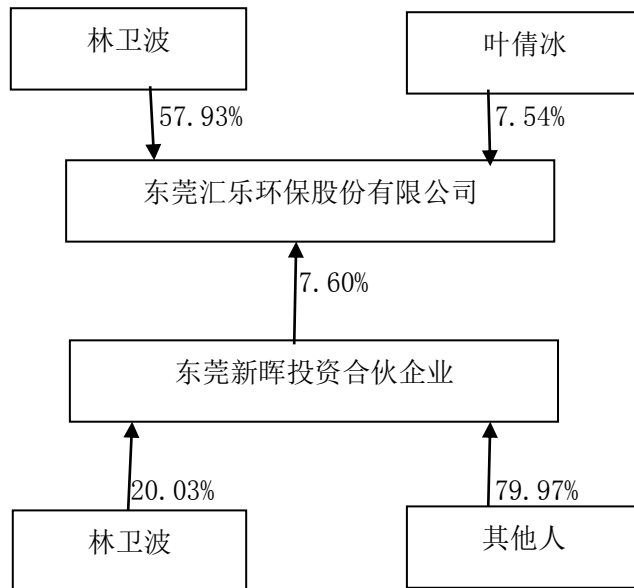 林卫波
叶倩冰
57.93%
7.54%
东莞汇乐环保股份有限公司
7.60%
东莞新晖投资合伙企业
20.03%
79.97%
林卫波
其他人